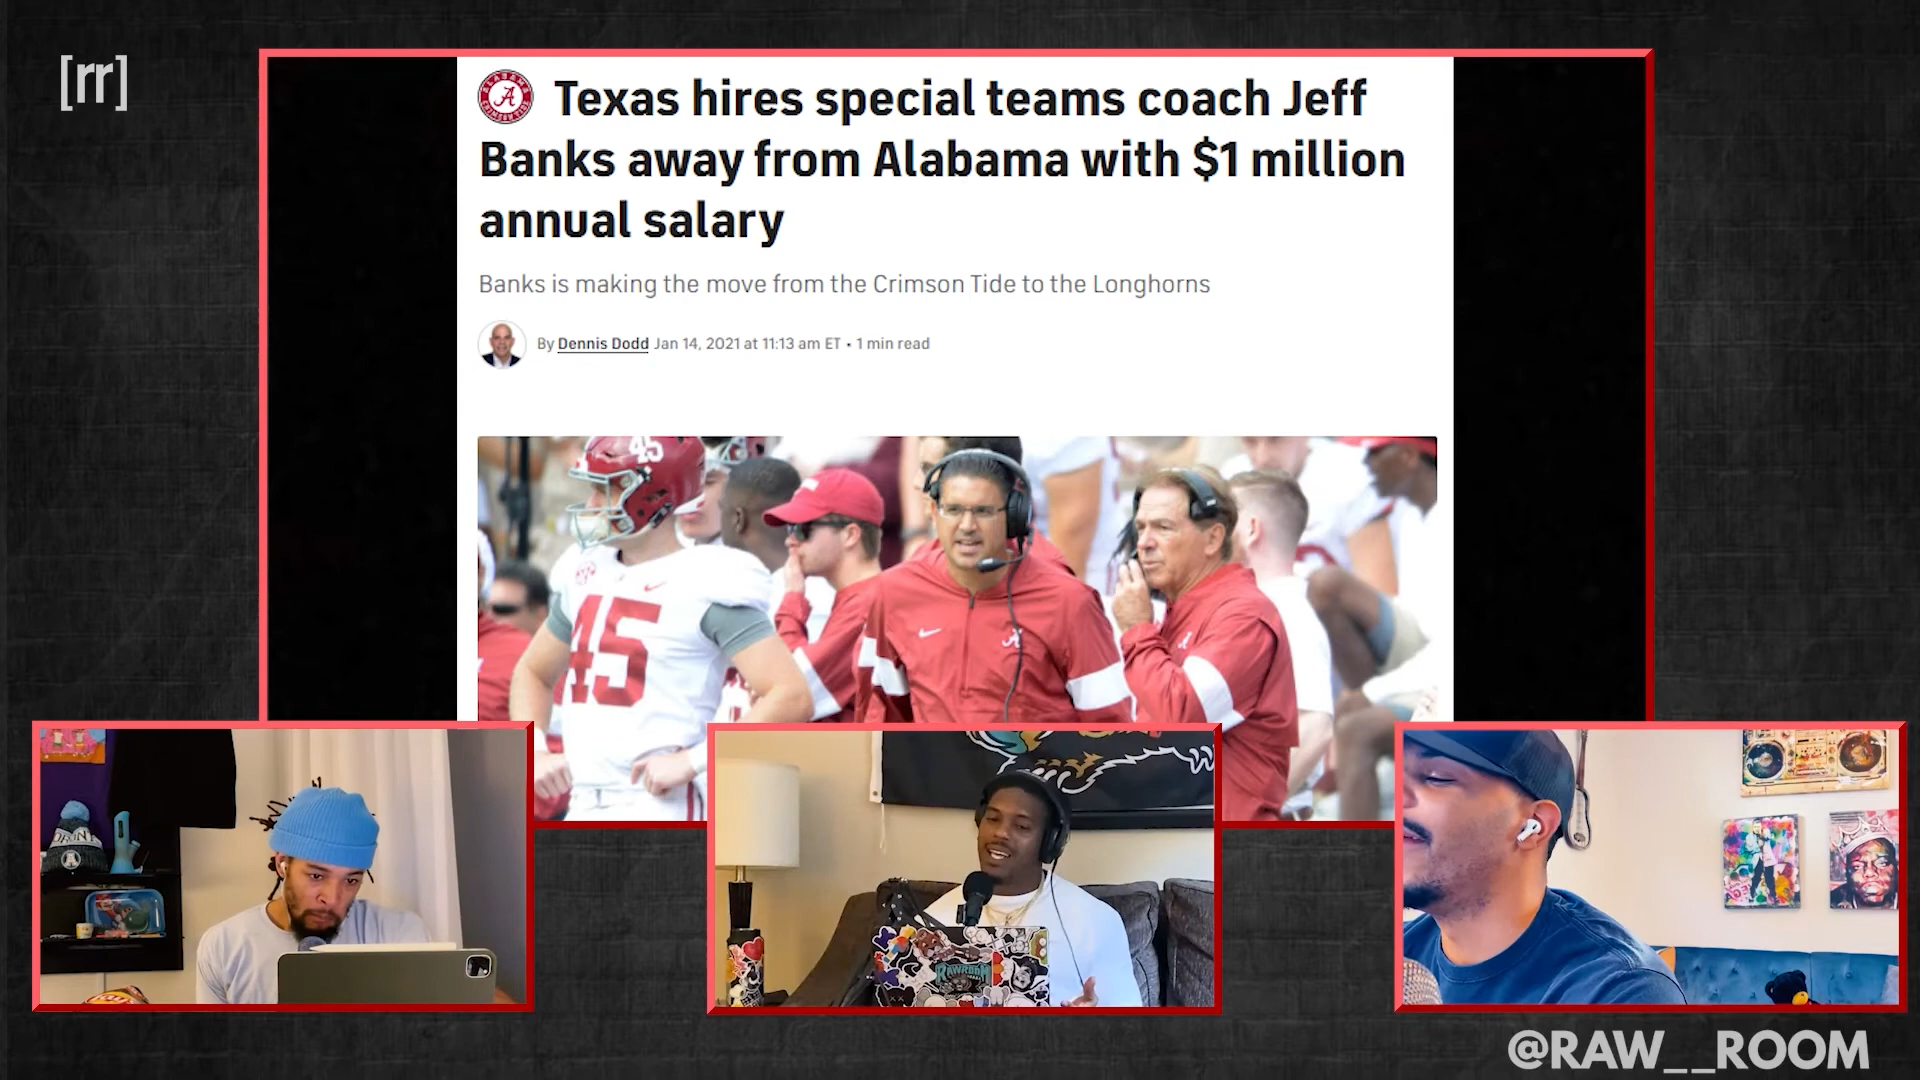 [rr]
Texas hires special teams coach Jeff
Banks away from Alabama with $1 million
annual salary
Banks is making the move from the Crimson Tide to the Longhorns
By Dennis Dodd Jan 14, 2021 at 11:13 am ET • 1 min read
45
45
RAWROOM
@RAW__ROOM